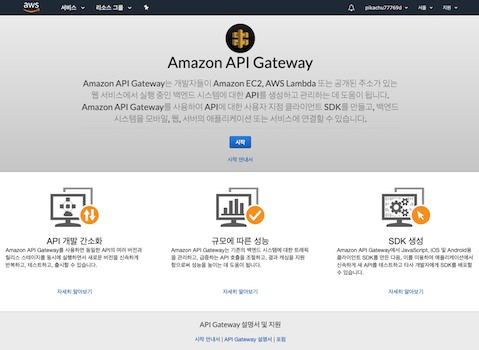 aws
서비스
리소스 그룹
pikachu77769d
서울
지원
Amazon API Gateway
Amazon API Gateway는 개발자들이 Amazon EC2, AWS Lambda 또는 공개된 주소가 있는
웹 서비스에서 실행 중인 백엔드 시스템에 대한 API를 생성하고 관리하는 데 도움이 됩니다.
Amazon API Gateway를 사용하여 API에 대한 사용자 지정 클라이언트 SDK를 만들고, 백엔드
시스템을 모바일, 웹, 서버의 애플리케이션 또는 서비스에 연결할 수 있습니다.
시작
시작 안내서
API 개발 간소화
Amazon API Gateway를 사용하면 동일한 API의 여러 버전과
릴리스 스테이지를 동시에 실행하면서 새로운 버전을 신속하게
반복하고, 테스트하고, 출시할 수 있습니다.
자세히 알아보기
규모에 따른 성능
Amazon API Gateway는 기존의 백엔드 시스템에 대한 트래픽
을 관리하고, 급증하는 API 호출을 조절하고, 결과 캐싱을 지원
함으로써 성능을 높이는 데 도움이 됩니다.
자세히 알아보기
SDK 생성
Amazon API Gateway에서 JavaScript, iOS 및 Android용
클라이언트 SDK를 만든 다음, 이를 이용하여 애플리케이션에서
신속하게 새 API를 테스트하고 타사 개발자에게 SDK를 배포할
수 있습니다.
자세히 알아보기
API Gateway 설명서 및 지원
시작 안내서 | API Gateway 설명서 | 포럼